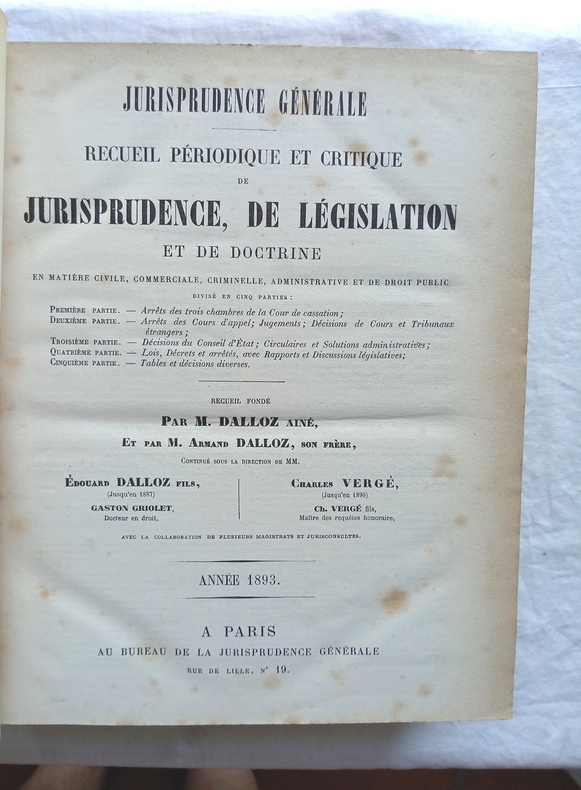 JURISPRUDENCE GÉNÉRALE
RECUEIL PÉRIODIQUE ET CRITIQUE
DE
JURISPRUDENCE, DE LÉGISLATION
ET DE DOCTRINE
EN MATIÈRE CIVILE, COMMERCIALE, CRIMINELLE, ADMINISTRATIVE ET DE DROIT PUBLIC
DIVISÉ EN CINQ PARTIES :
PREMIÈRE PARTIE. — Arrêts des trois chambres de la Cour de cassation;
DEUXIÈME PARTIE. — Arrêts des Cours d'appel; Jugements; Décisions de Cours et Tribunaux
étrangers;
TROISIÈME PARTIE. — Décisions du Conseil d'État; Circulaires et Solutions administratives;
QUATRIÈME PARTIE. — Lois, Décrets et arrêtés, avec Rapports et Discussions législatives;
CINQUIÈME PARTIE. — Tables et décisions diverses.
RECUEIL FONDÉ
PAR M. DALLOZ AINÉ,
ET PAR M. ARMAND DALLOZ, SON FRÈRE,
CONTINUÉ SOUS LA DIRECTION DE MM.
ÉDOUARD DALLOZ FILS,
(Jusqu'en 1887)
GASTON GRIOLET,
Docteur en droit,
CHARLES VERGÉ,
(Jusqu'en 1890)
CH. VERGÉ fils,
Maître des requêtes honoraire,
AVEC LA COLLABORATION DE PLUSIEURS MAGISTRATS ET JURISCONSULTES.
ANNÉE 1893.
A PARIS
AU BUREAU DE LA JURISPRUDENCE GÉNÉRALE
RUE DE LILLE, N° 19.